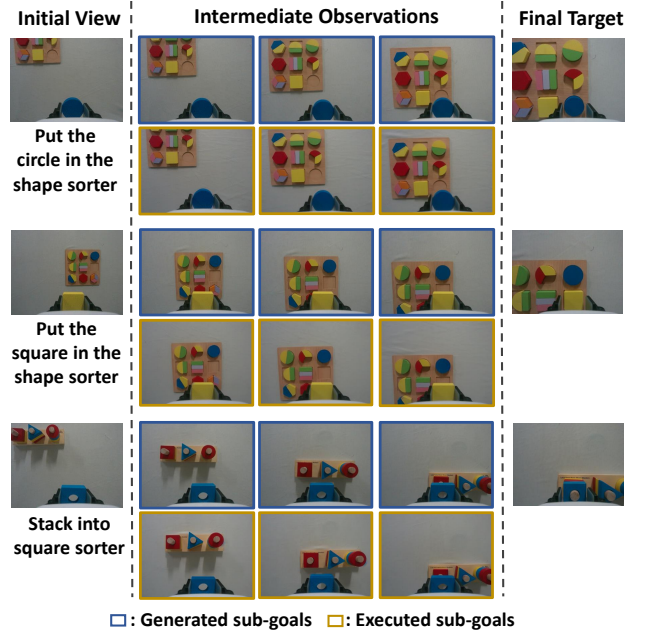 Initial View
Intermediate Observations
Final Target
Put the
circle in the
shape sorter
Put the
square in the
shape sorter
Stack into
square sorter
: Generated sub-goals : Executed sub-goals